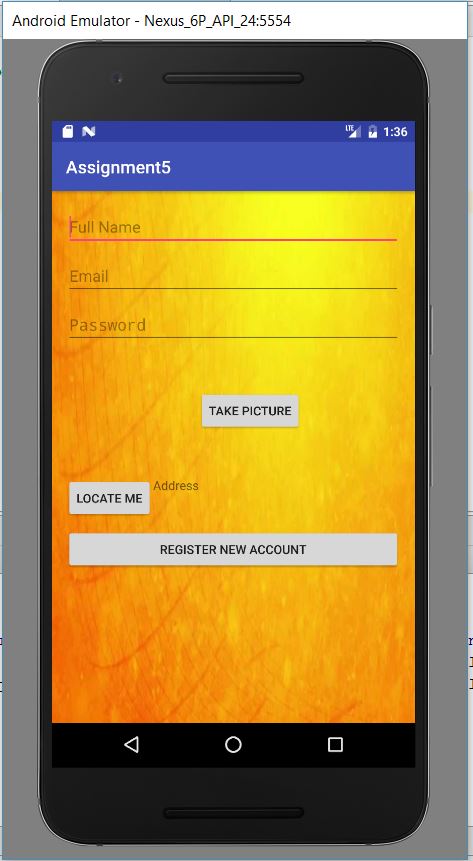 Android Emulator - Nexus_6P_API_24:5554
LTE 1:36
Assignment5
Full Name
Email
Password
TAKE PICTURE
Address
LOCATE ME
REGISTER NEW ACCOUNT